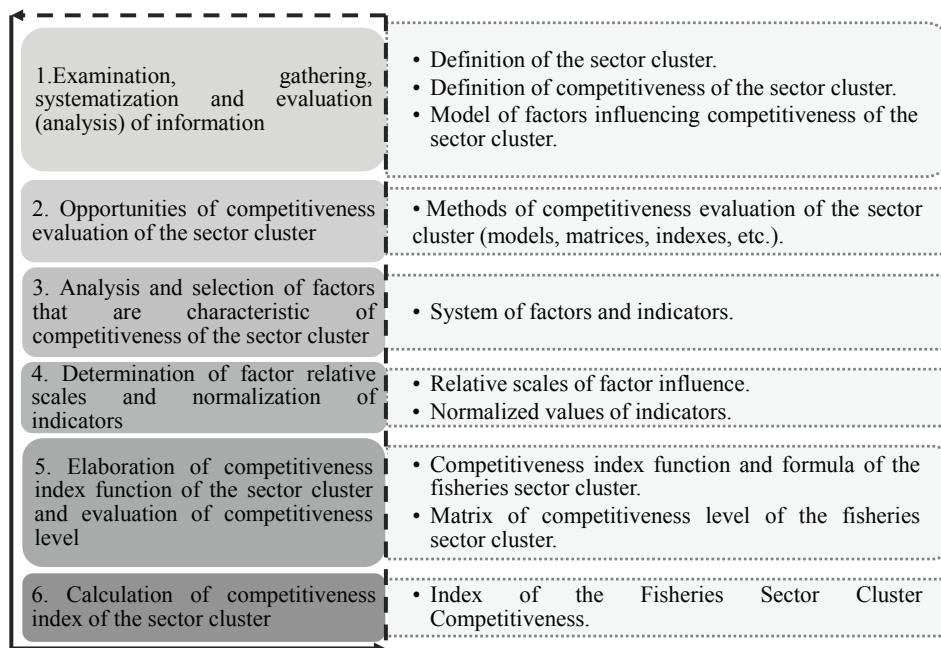 1.Examination, gathering,
systematization and evaluation
(analysis) of information
• Definition of the sector cluster.
• Definition of competitiveness of the sector cluster.
• Model of factors influencing competitiveness of the
sector cluster.
2. Opportunities of competitiveness
evaluation of the sector cluster
• Methods of competitiveness evaluation of the sector
cluster (models, matrices, indexes, etc.).
3. Analysis and selection of factors
that are characteristic of
competitiveness of the sector cluster
• System of factors and indicators.
4. Determination of factor relative
scales and normalization of
indicators
• Relative scales of factor influence.
• Normalized values of indicators.
5. Elaboration of competitiveness
index function of the sector cluster
and evaluation of competitiveness
level
• Competitiveness index function and formula of the
fisheries sector cluster.
• Matrix of competitiveness level of the fisheries
sector cluster.
6. Calculation of competitiveness
index of the sector cluster
• Index of the Fisheries Sector Cluster
Competitiveness.